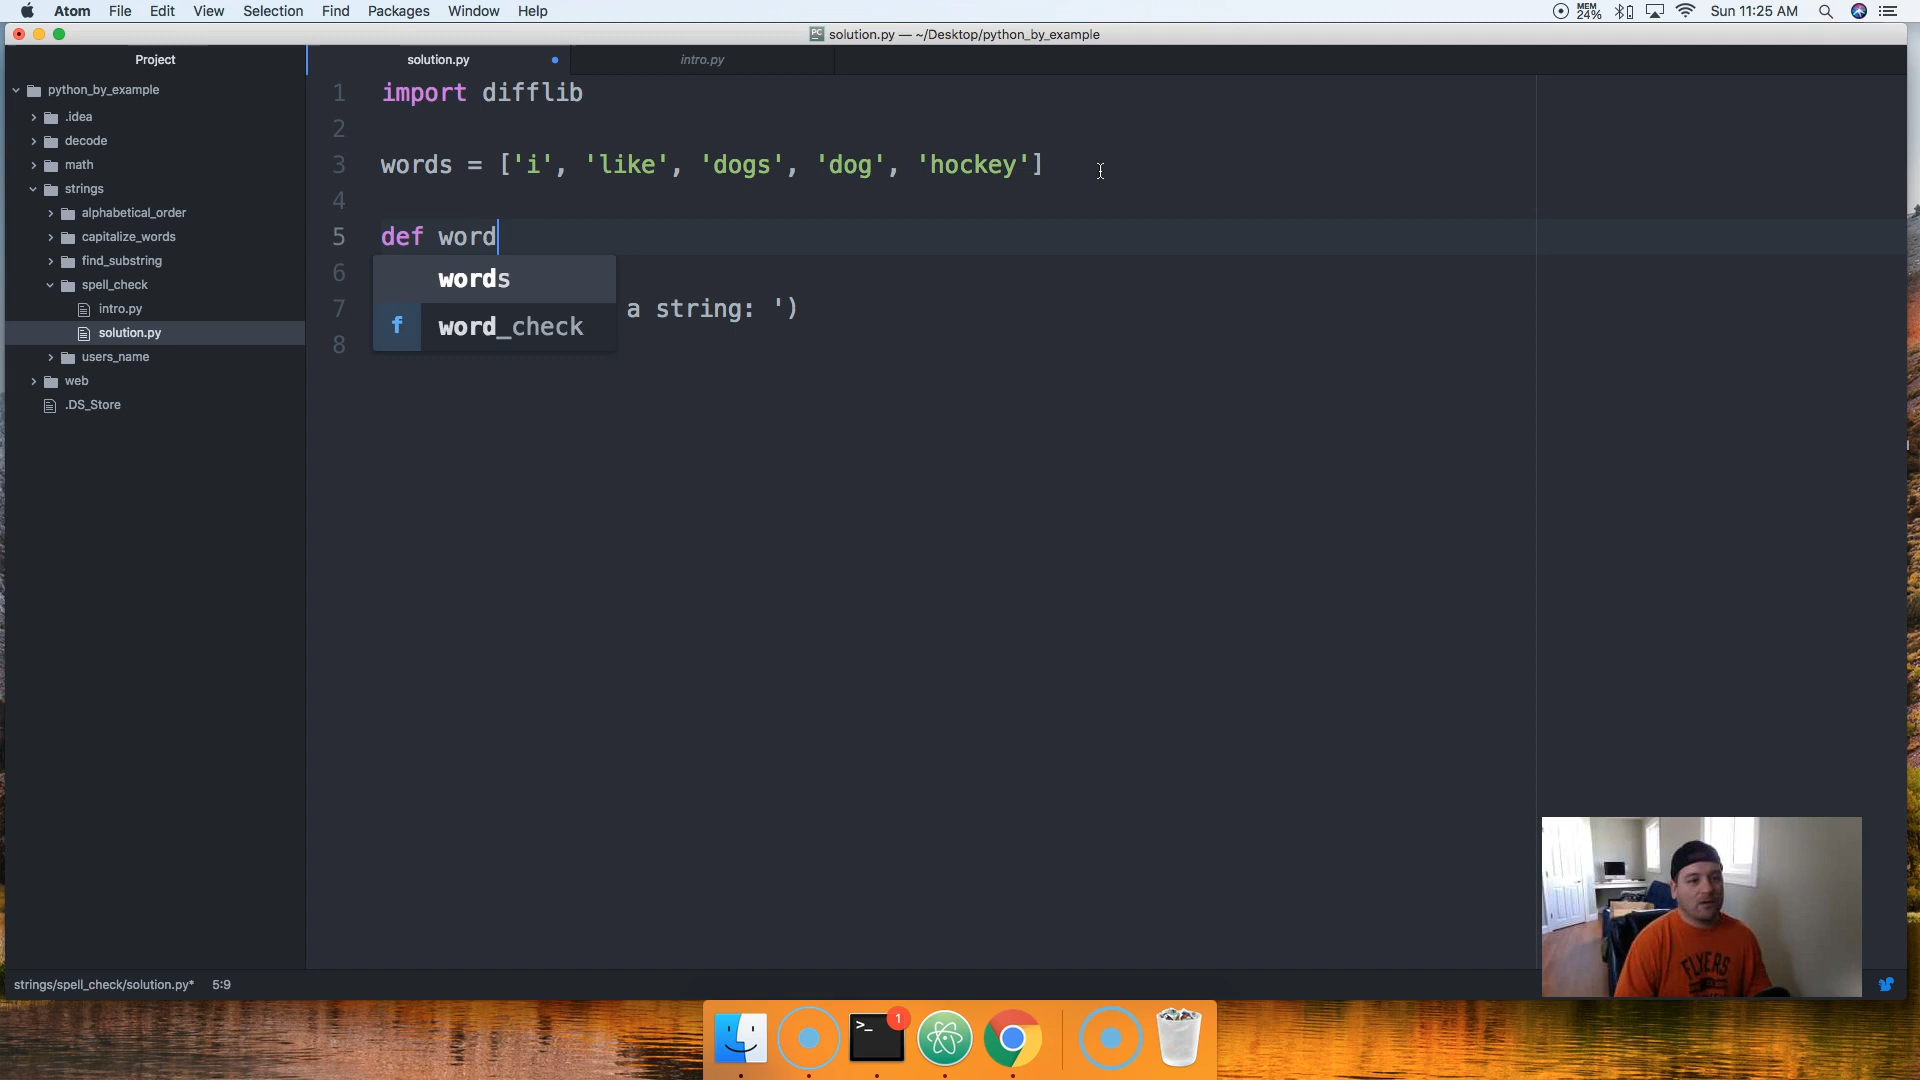 Atom File Edit View Selection Find Packages Window Help MEM 24% Sun 11:25 AM
solution.py — ~/Desktop/python_by_example
Project solution.py intro.py
python_by_example
.idea
decode
math
strings
alphabetical_order
capitalize_words
find_substring
spell_check
intro.py
solution.py
users_name
web
.DS_Store
1 import difflib
2
3 words = ['i', 'like', 'dogs', 'dog', 'hockey']
4
5 def word
6
words
7 a string: ')
f word_check
8
FLYERS
strings/spell_check/solution.py* 5:9
>_ 1